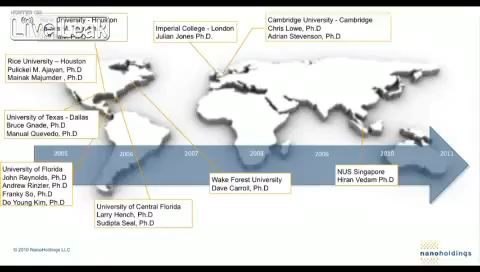 HOSTED ON
LiveLeak
University - Houston
Ph.D
Rice University – Houston
Pulickel M. Ajayan, Ph.D
Mainak Majumder , Ph.D
University of Texas - Dallas
Bruce Gnade, Ph.D
Manual Quevedo, Ph.D
University of Florida
John Reynolds, Ph.D
Andrew Rinzler, Ph.D
Franky So, Ph.D
Do Young Kim, Ph.D
Imperial College - London
Julian Jones Ph.D.
Cambridge University - Cambridge
Chris Lowe, Ph.D
Adrian Stevenson, Ph.D
2005 2006 2007 2008 2009 2010 2011
University of Central Florida
Larry Hench, Ph.D
Sudipta Seal, Ph.D
Wake Forest University
Dave Carroll, Ph.D
NUS Singapore
Hiran Vedam Ph.D
© 2010 NanoHoldings LLC
nanoholdings